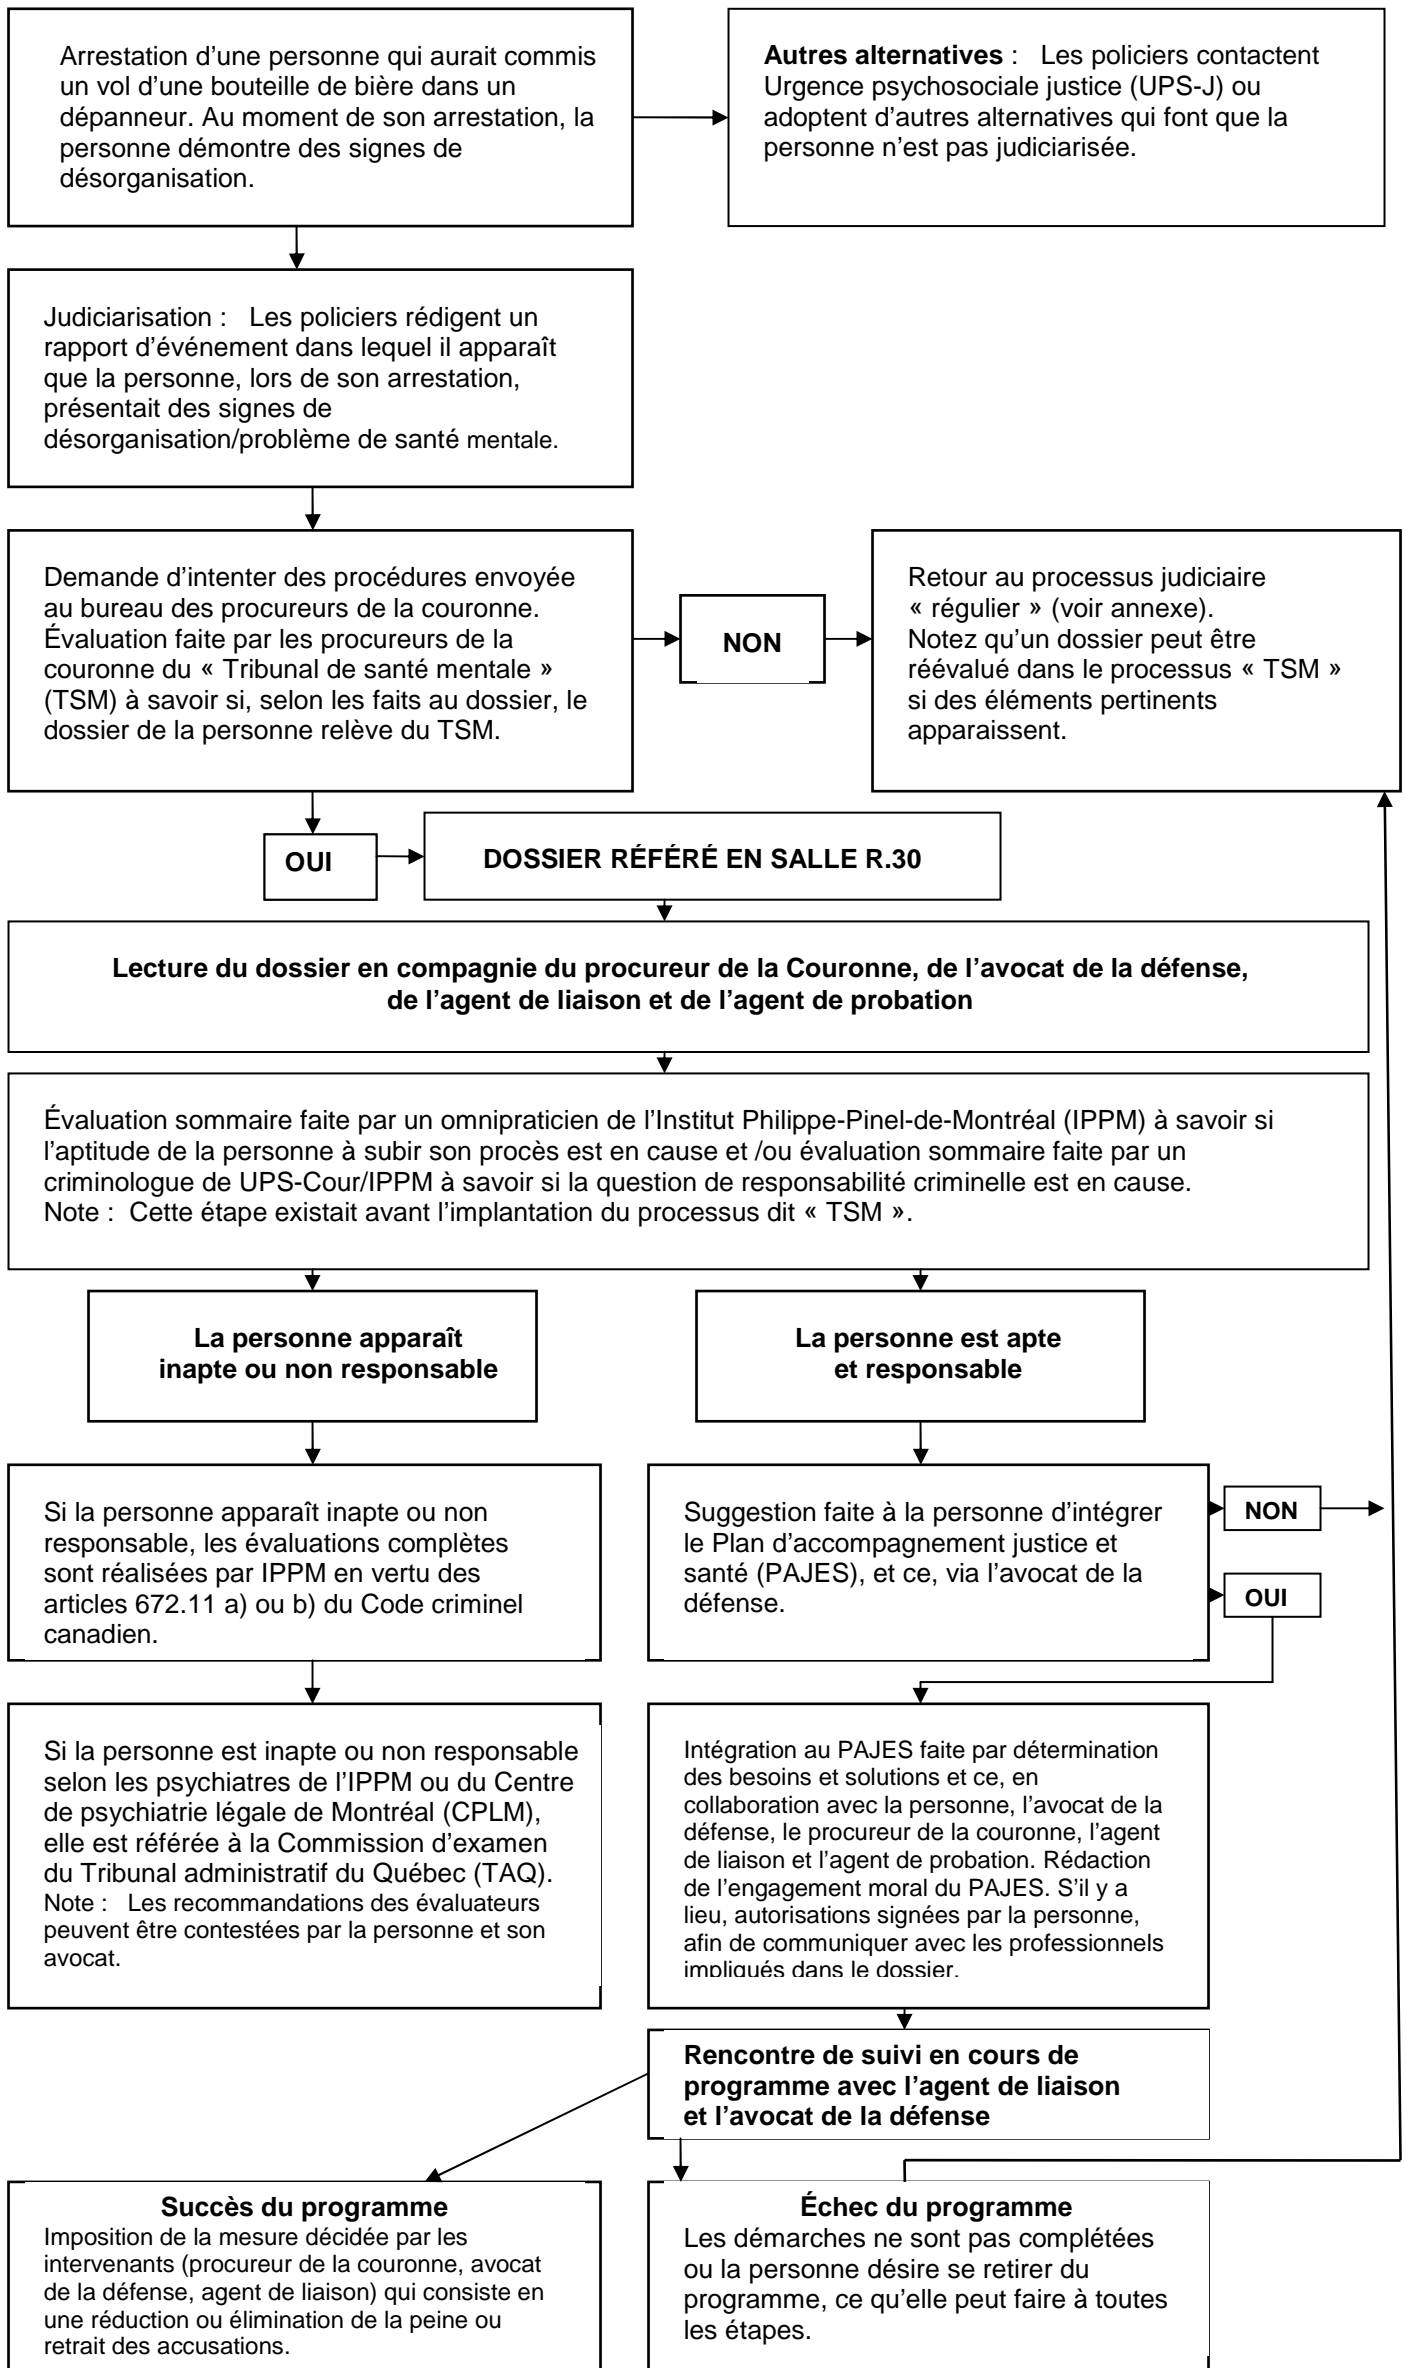 Arrestation d’une personne qui aurait commis
un vol d’une bouteille de bière dans un
dépanneur. Au moment de son arrestation, la
personne démontre des signes de
désorganisation.
Autres alternatives : Les policiers contactent
Urgence psychosociale justice (UPS-J) ou
adoptent d’autres alternatives qui font que la
personne n’est pas judiciarisée.
Judiciarisation : Les policiers rédigent un
rapport d’événement dans lequel il apparaît
que la personne, lors de son arrestation,
présentait des signes de
désorganisation/problème de santé mentale.
Demande d’intenter des procédures envoyée
au bureau des procureurs de la couronne.
Évaluation faite par les procureurs de la
couronne du « Tribunal de santé mentale »
(TSM) à savoir si, selon les faits au dossier, le
dossier de la personne relève du TSM.
NON
Retour au processus judiciaire
« régulier » (voir annexe).
Notez qu’un dossier peut être
réévalué dans le processus « TSM »
si des éléments pertinents
apparaissent.
OUI
DOSSIER RÉFÉRÉ EN SALLE R.30
Lecture du dossier en compagnie du procureur de la Couronne, de l’avocat de la défense,
de l’agent de liaison et de l’agent de probation
Évaluation sommaire faite par un omnipraticien de l’Institut Philippe-Pinel-de-Montréal (IPPM) à savoir si
l’aptitude de la personne à subir son procès est en cause et /ou évaluation sommaire faite par un
criminologue de UPS-Cour/IPPM à savoir si la question de responsabilité criminelle est en cause.
Note : Cette étape existait avant l’implantation du processus dit « TSM ».
La personne apparaît
inapte ou non responsable
La personne est apte
et responsable
Si la personne apparaît inapte ou non
responsable, les évaluations complètes
sont réalisées par IPPM en vertu des
articles 672.11 a) ou b) du Code criminel
canadien.
Suggestion faite à la personne d’intégrer
le Plan d’accompagnement justice et
santé (PAJES), et ce, via l’avocat de la
défense.
NON
OUI
Si la personne est inapte ou non responsable
selon les psychiatres de l’IPPM ou du Centre
de psychiatrie légale de Montréal (CPLM),
elle est référée à la Commission d’examen
du Tribunal administratif du Québec (TAQ).
Note : Les recommandations des évaluateurs
peuvent être contestées par la personne et son
avocat.
Intégration au PAJES faite par détermination
des besoins et solutions et ce, en
collaboration avec la personne, l’avocat de la
défense, le procureur de la couronne, l’agent
de liaison et l’agent de probation. Rédaction
de l’engagement moral du PAJES. S’il y a
lieu, autorisations signées par la personne,
afin de communiquer avec les professionnels
impliqués dans le dossier.
Rencontre de suivi en cours de
programme avec l’agent de liaison
et l’avocat de la défense
Succès du programme
Imposition de la mesure décidée par les
intervenants (procureur de la couronne, avocat
de la défense, agent de liaison) qui consiste en
une réduction ou élimination de la peine ou
retrait des accusations.
Échec du programme
Les démarches ne sont pas complétées
ou la personne désire se retirer du
programme, ce qu’elle peut faire à toutes
les étapes.